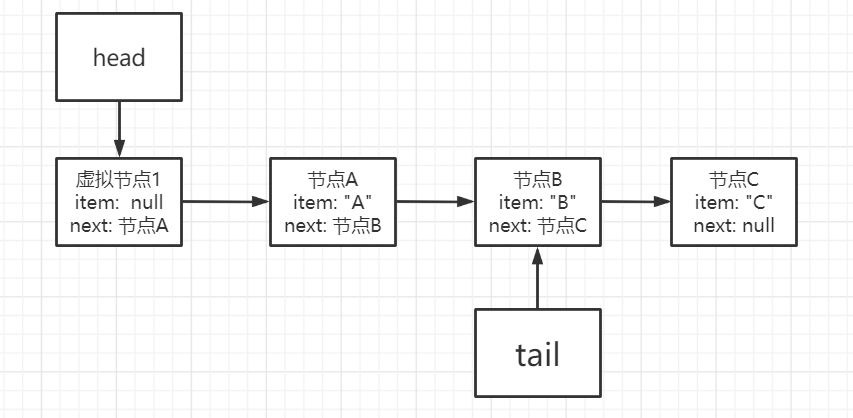 head
虚拟节点1
item:  null
next: 节点A
节点A
item: "A"
next: 节点B
节点B
item: "B"
next: 节点C
节点C
item: "C"
next: null
tail